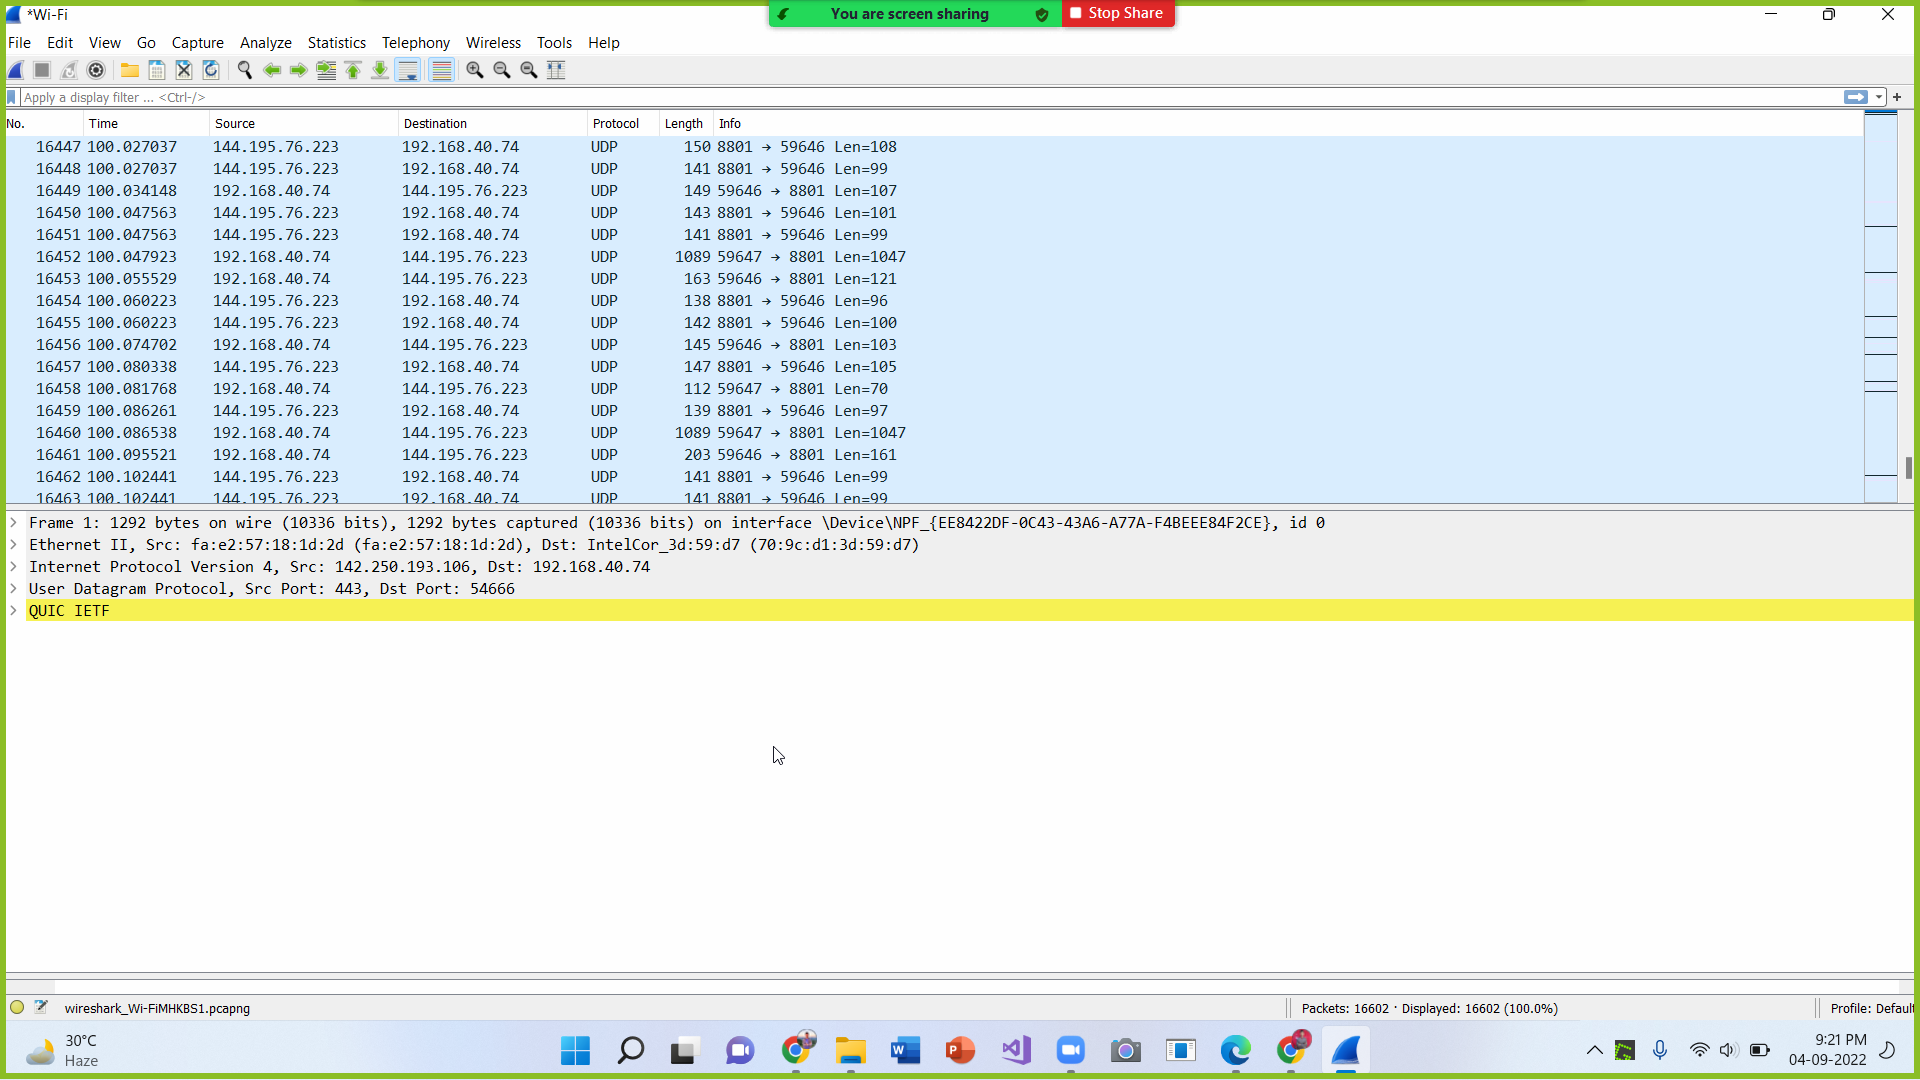 *Wi-Fi
You are screen sharing
Stop Share
File Edit View Go Capture Analyze Statistics Telephony Wireless Tools Help
Apply a display filter ... <Ctrl-/>
No. Time Source Destination Protocol Length Info
16447 100.027037 144.195.76.223 192.168.40.74 UDP 150 8801 → 59646 Len=108
16448 100.027037 144.195.76.223 192.168.40.74 UDP 141 8801 → 59646 Len=99
16449 100.034148 192.168.40.74 144.195.76.223 UDP 149 59646 → 8801 Len=107
16450 100.047563 144.195.76.223 192.168.40.74 UDP 143 8801 → 59646 Len=101
16451 100.047563 144.195.76.223 192.168.40.74 UDP 141 8801 → 59646 Len=99
16452 100.047923 192.168.40.74 144.195.76.223 UDP 1089 59647 → 8801 Len=1047
16453 100.055529 192.168.40.74 144.195.76.223 UDP 163 59646 → 8801 Len=121
16454 100.060223 144.195.76.223 192.168.40.74 UDP 138 8801 → 59646 Len=96
16455 100.060223 144.195.76.223 192.168.40.74 UDP 142 8801 → 59646 Len=100
16456 100.074702 192.168.40.74 144.195.76.223 UDP 145 59646 → 8801 Len=103
16457 100.080338 144.195.76.223 192.168.40.74 UDP 147 8801 → 59646 Len=105
16458 100.081768 192.168.40.74 144.195.76.223 UDP 112 59647 → 8801 Len=70
16459 100.086261 144.195.76.223 192.168.40.74 UDP 139 8801 → 59646 Len=97
16460 100.086538 192.168.40.74 144.195.76.223 UDP 1089 59647 → 8801 Len=1047
16461 100.095521 192.168.40.74 144.195.76.223 UDP 203 59646 → 8801 Len=161
16462 100.102441 144.195.76.223 192.168.40.74 UDP 141 8801 → 59646 Len=99
16463 100.102441 144.195.76.223 192.168.40.74 UDP 141 8801 → 59646 Len=99
Frame 1: 1292 bytes on wire (10336 bits), 1292 bytes captured (10336 bits) on interface \Device\NPF_{EE8422DF-0C43-43A6-A77A-F4BEEE84F2CE}, id 0
Ethernet II, Src: fa:e2:57:18:1d:2d (fa:e2:57:18:1d:2d), Dst: IntelCor_3d:59:d7 (70:9c:d1:3d:59:d7)
Internet Protocol Version 4, Src: 142.250.193.106, Dst: 192.168.40.74
User Datagram Protocol, Src Port: 443, Dst Port: 54666
QUIC IETF
wireshark_Wi-FiMHKBS1.pcapng
Packets: 16602 · Displayed: 16602 (100.0%)
Profile: Default
30°C
Haze
9:21 PM
04-09-2022